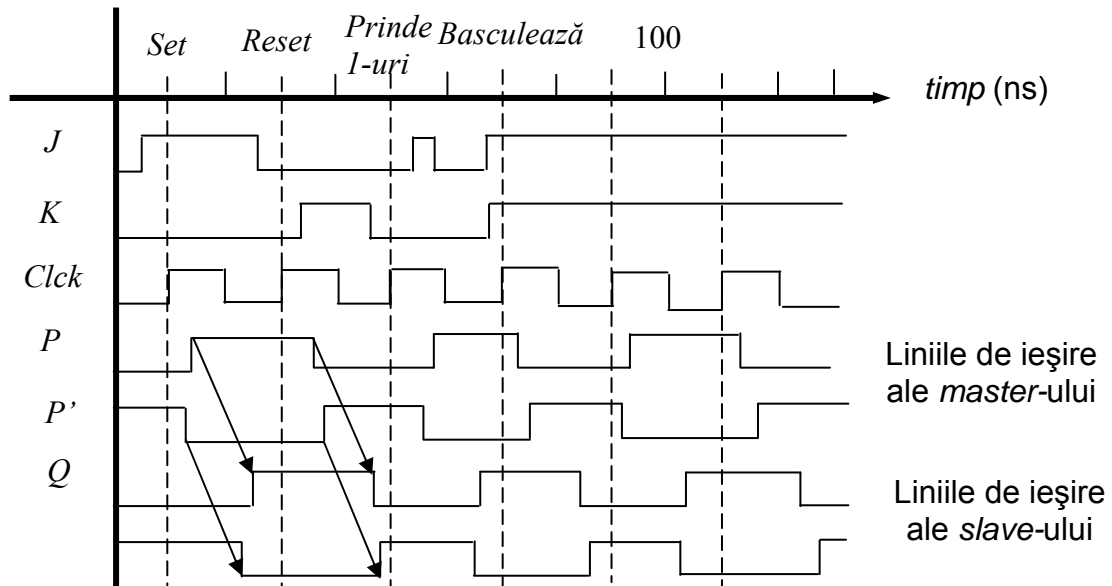 Set
Reset
Prinde
1-uri
Basculează
100
timp (ns)
J
K
Clck
P
P’
Q
Liniile de ieşire
ale master-ului
Liniile de ieşire
ale slave-ului